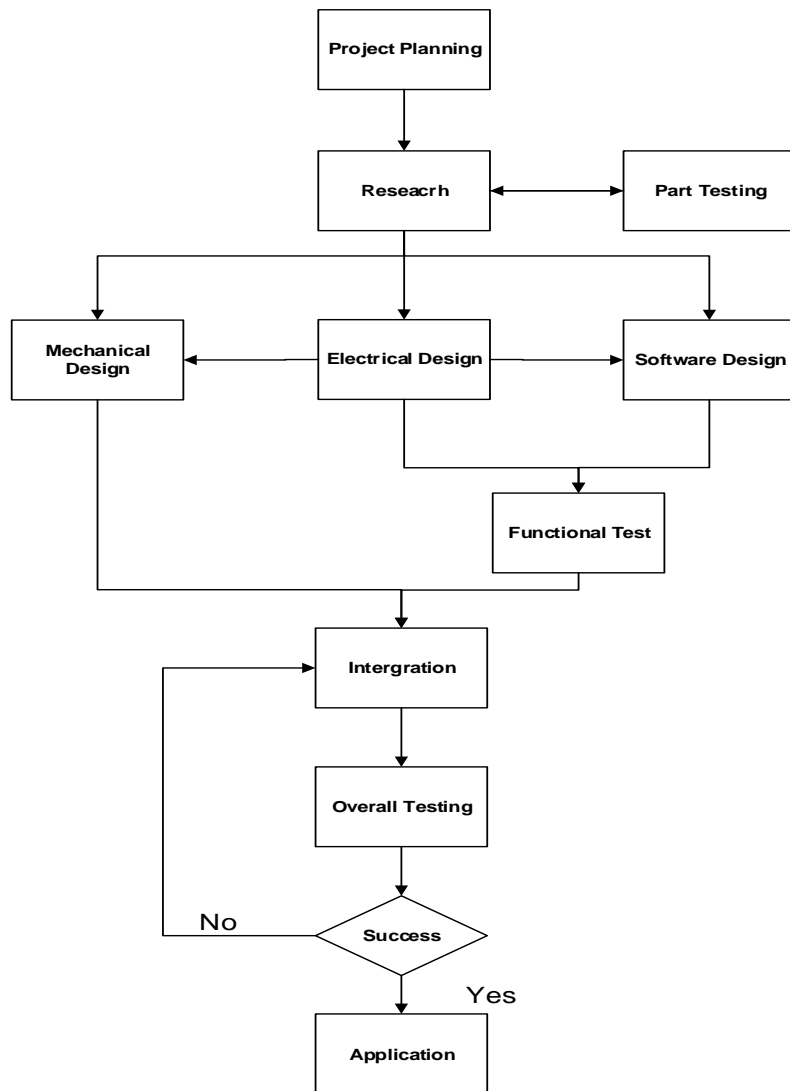 Project Planning
Reseacrh
Part Testing
Mechanical
Design
Electrical Design
Software Design
Functional Test
Intergration
Overall Testing
No
Success
Yes
Application